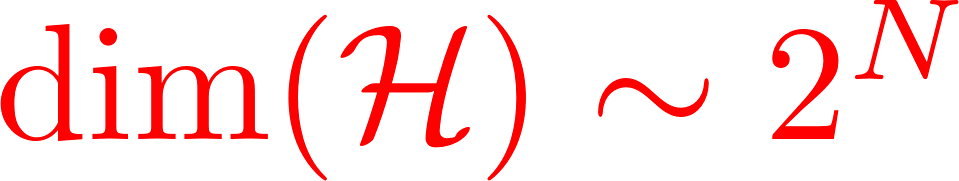 dim(ℋ) ∼ 2^N